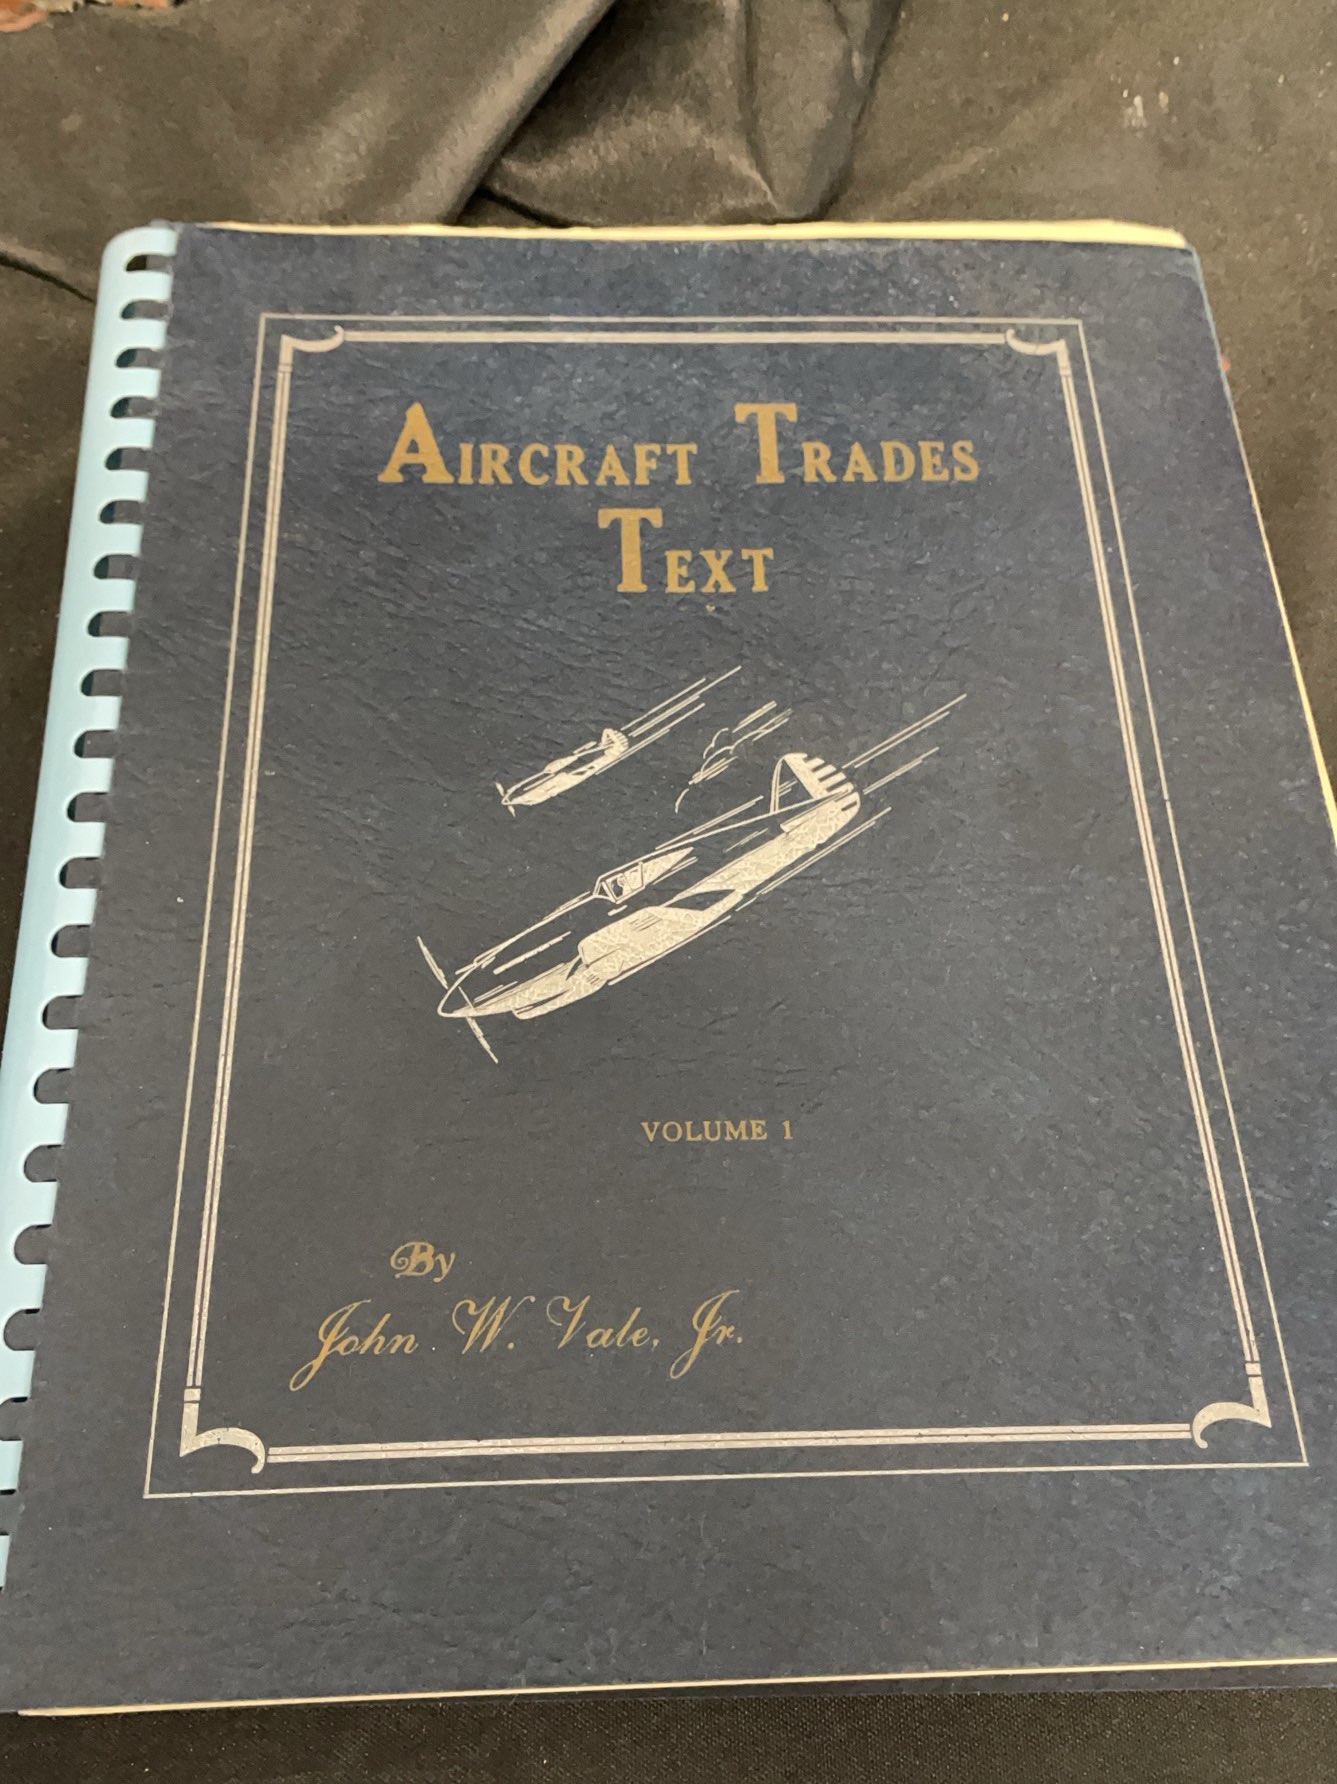 AIRCRAFT TRADES
TEXT
VOLUME 1
By
John W. Vale, Jr.